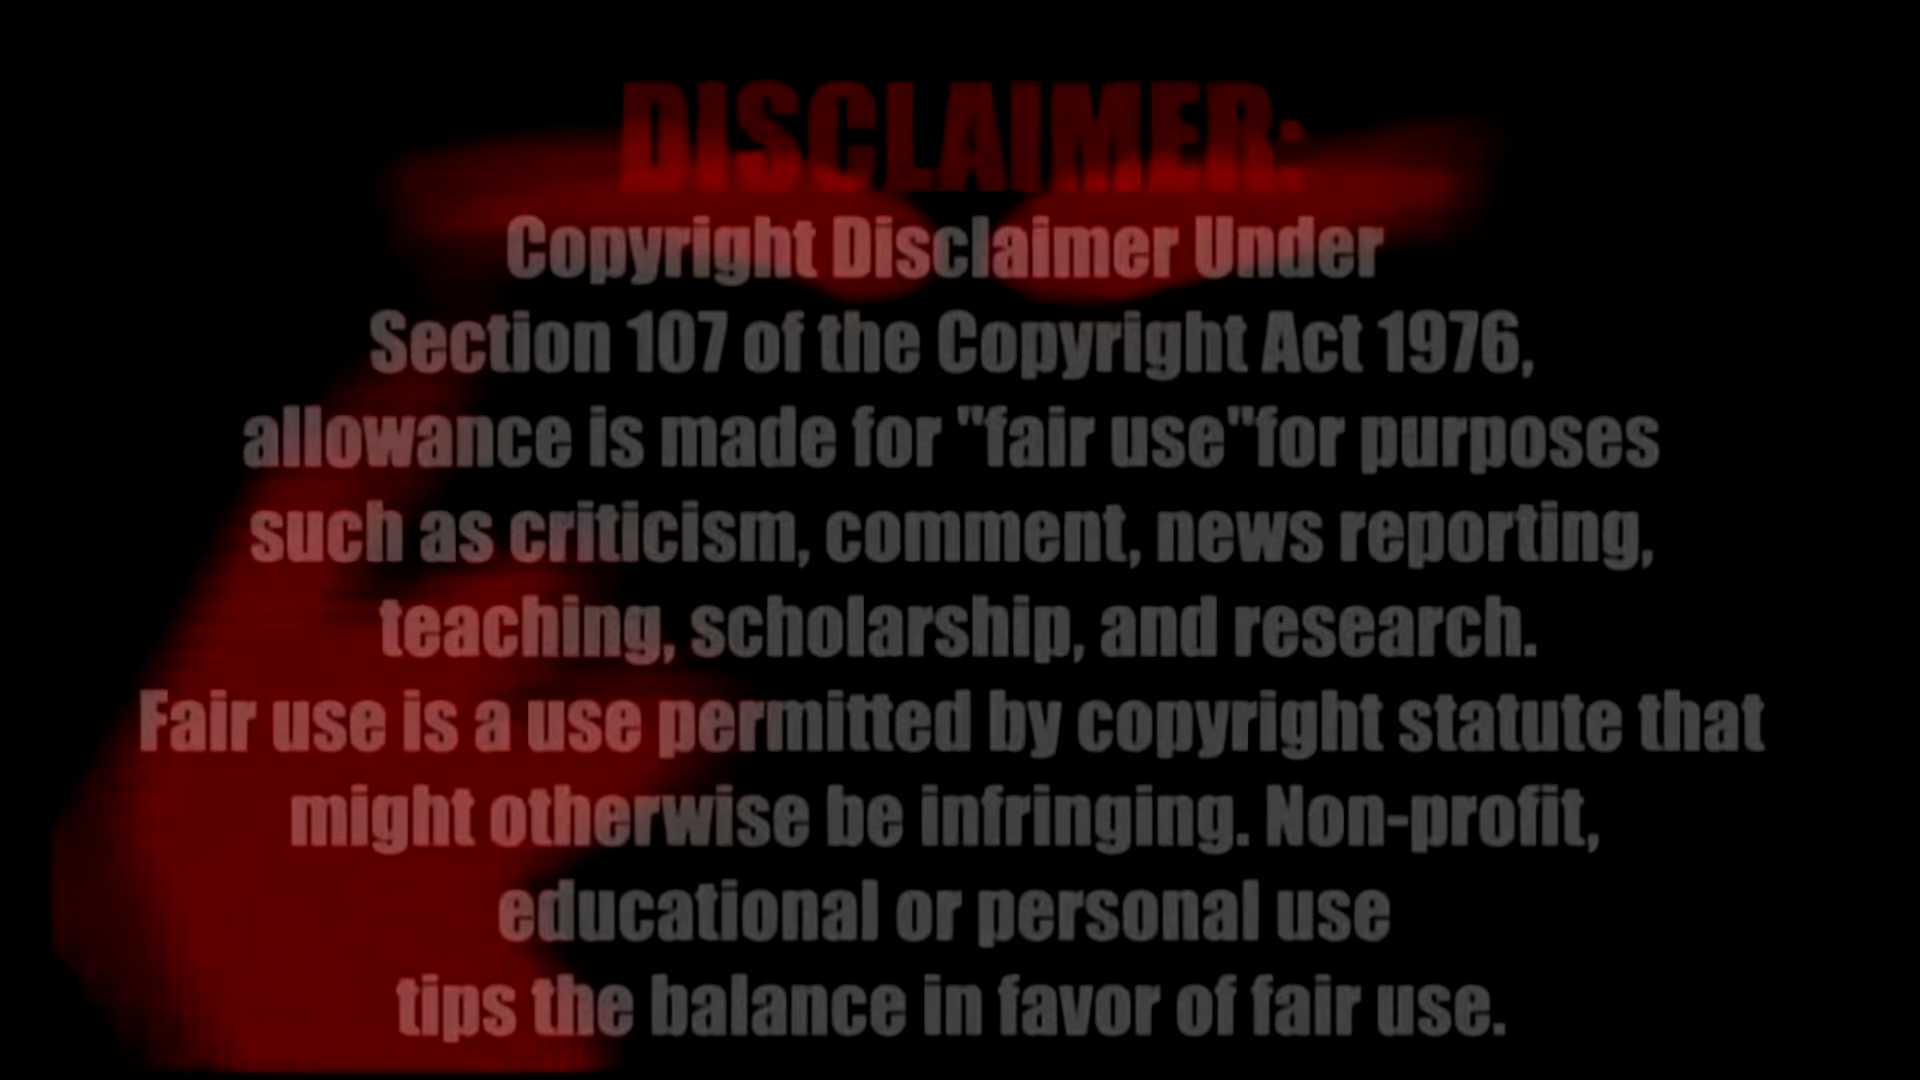 DISCLAIMER:
Copyright Disclaimer Under
Section 107 of the Copyright Act 1976,
allowance is made for "fair use"for purposes
such as criticism, comment, news reporting,
teaching, scholarship, and research.
Fair use is a use permitted by copyright statute that
might otherwise be infringing. Non-profit,
educational or personal use
tips the balance in favor of fair use.